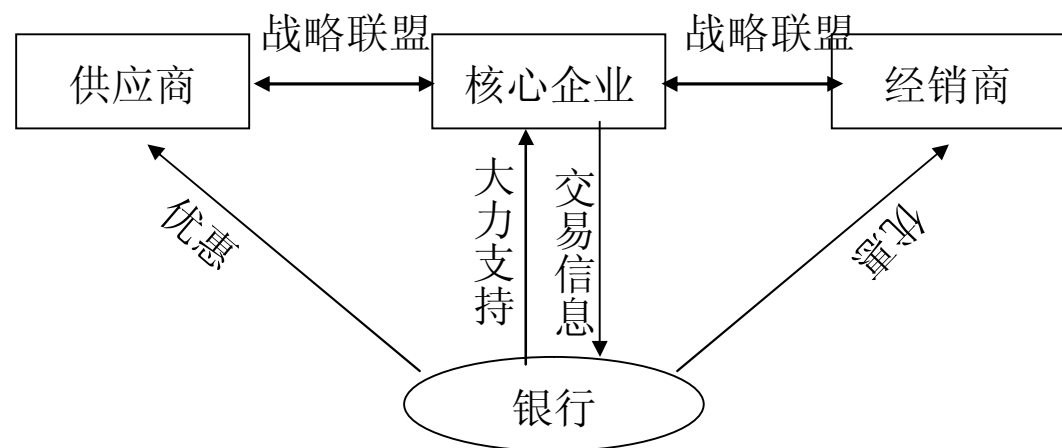 战略联盟
战略联盟
供应商
核心企业
经销商
大力支持
交易信息
优惠
优惠
银行